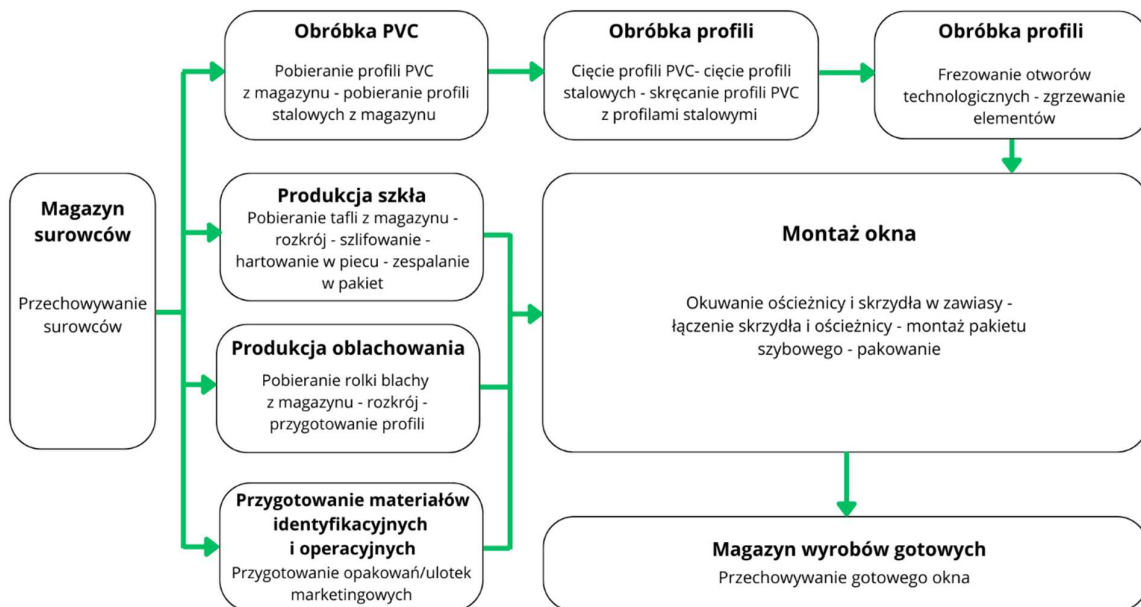 Magazyn
surowców
Przechowywanie
surowców
Obróbka PVC
Pobieranie profili PVC
z magazynu - pobieranie profili
stalowych z magazynu
Obróbka profili
Cięcie profili PVC- cięcie profili
stalowych - skręcanie profili PVC
z profilami stalowymi
Obróbka profili
Frezowanie otworów
technologicznych - zgrzewanie
elementów
Produkcja szkła
Pobieranie tafli z magazynu -
rozkrój - szlifowanie -
hartowanie w piecu - zespalanie
w pakiet
Produkcja oblachowania
Pobieranie rolki blachy
z magazynu - rozkrój -
przygotowanie profili
Przygotowanie materiałów
identyfikacyjnych
i operacyjnych
Przygotowanie opakowań/ulotek
marketingowych
Montaż okna
Okuwanie ościeżnicy i skrzydła w zawiasy -
łączenie skrzydła i ościeżnicy - montaż pakietu
szybowego - pakowanie
Magazyn wyrobów gotowych
Przechowywanie gotowego okna